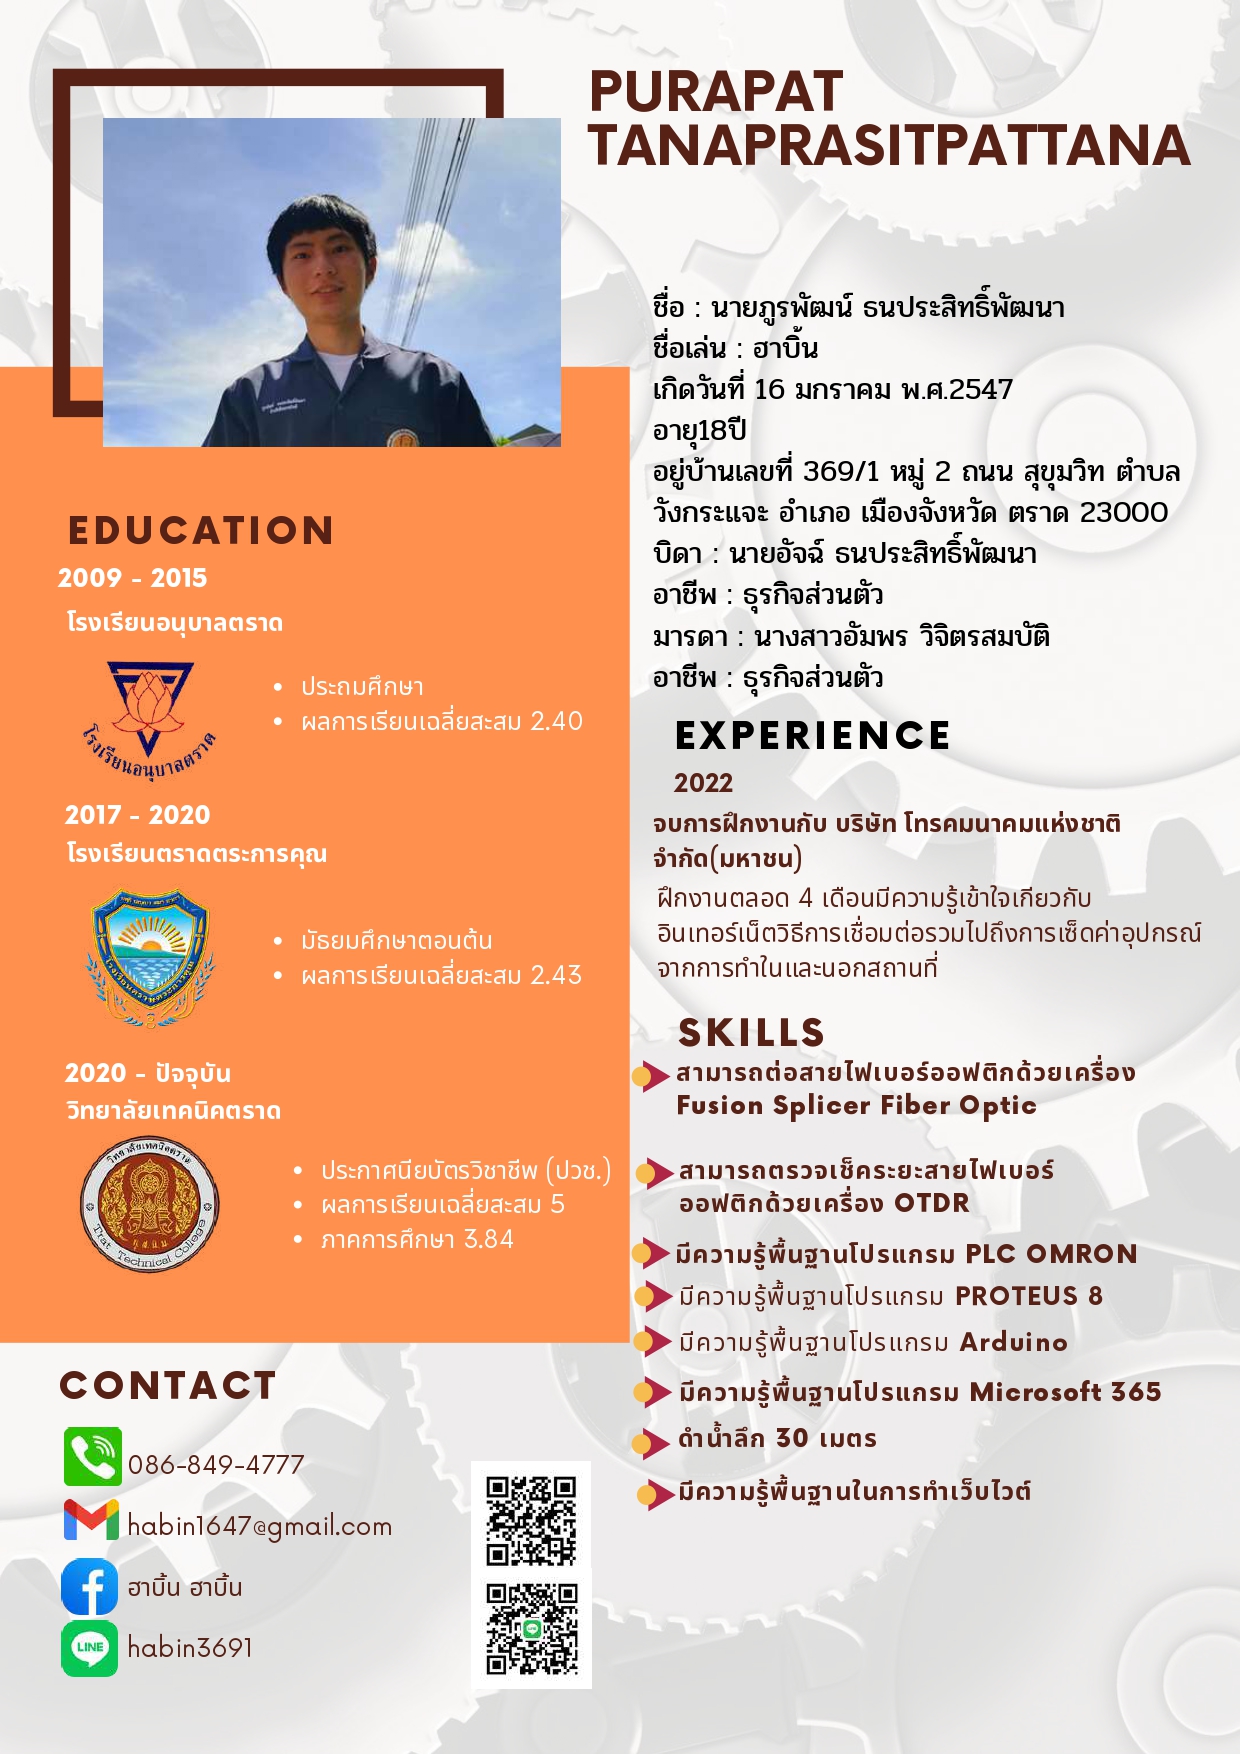 PURAPAT
TANAPRASITPATTANA
ชื่อ : นายภูรพัฒน์ ธนประสิทธิ์พัฒนา
ชื่อเล่น : ฮาบิ้น
เกิดวันที่ 16 มกราคม พ.ศ.2547
อายุ18ปี
อยู่บ้านเลขที่ 369/1 หมู่ 2 ถนน สุขุมวิท ตำบล
วังกระแจะ อำเภอ เมืองจังหวัด ตราด 23000
บิดา : นายอัจฉ์ ธนประสิทธิ์พัฒนา
อาชีพ : ธุรกิจส่วนตัว
มารดา : นางสาวอัมพร วิจิตรสมบัติ
อาชีพ : ธุรกิจส่วนตัว
EDUCATION
2009 - 2015
โรงเรียนอนุบาลตราด
โรงเรียนอนุบาลตราด
• ประถมศึกษา
• ผลการเรียนเฉลี่ยสะสม 2.40
2017 - 2020
โรงเรียนตราดตระการคุณ
โรงเรียนตราษตระการคุณ
• มัธยมศึกษาตอนต้น
• ผลการเรียนเฉลี่ยสะสม 2.43
2020 - ปัจจุบัน
วิทยาลัยเทคนิคตราด
วิทยาลัยเทคนิคตราด
Trat Technical College
• ประกาศนียบัตรวิชาชีพ (ปวช.)
• ผลการเรียนเฉลี่ยสะสม 5
• ภาคการศึกษา 3.84
EXPERIENCE
2022
จบการฝึกงานกับ บริษัท โทรคมนาคมแห่งชาติ
จำกัด(มหาชน)
ฝึกงานตลอด 4 เดือนมีความรู้เข้าใจเกียวกับ
อินเทอร์เน็ตวิธีการเชื่อมต่อรวมไปถึงการเซ็ดค่าอุปกรณ์
จากการทำในและนอกสถานที่
SKILLS
สามารถต่อสายไฟเบอร์ออฟติกด้วยเครื่อง
Fusion Splicer Fiber Optic
สามารถตรวจเช็คระยะสายไฟเบอร์
ออฟติกด้วยเครื่อง OTDR
มีความรู้พื้นฐานโปรแกรม PLC OMRON
มีความรู้พื้นฐานโปรแกรม PROTEUS 8
มีความรู้พื้นฐานโปรแกรม Arduino
มีความรู้พื้นฐานโปรแกรม Microsoft 365
ดำน้ำลึก 30 เมตร
มีความรู้พื้นฐานในการทำเว็บไซต์
CONTACT
086-849-4777
habin1647@gmail.com
ฮาบิ้น ฮาบิ้น
LINE
habin3691